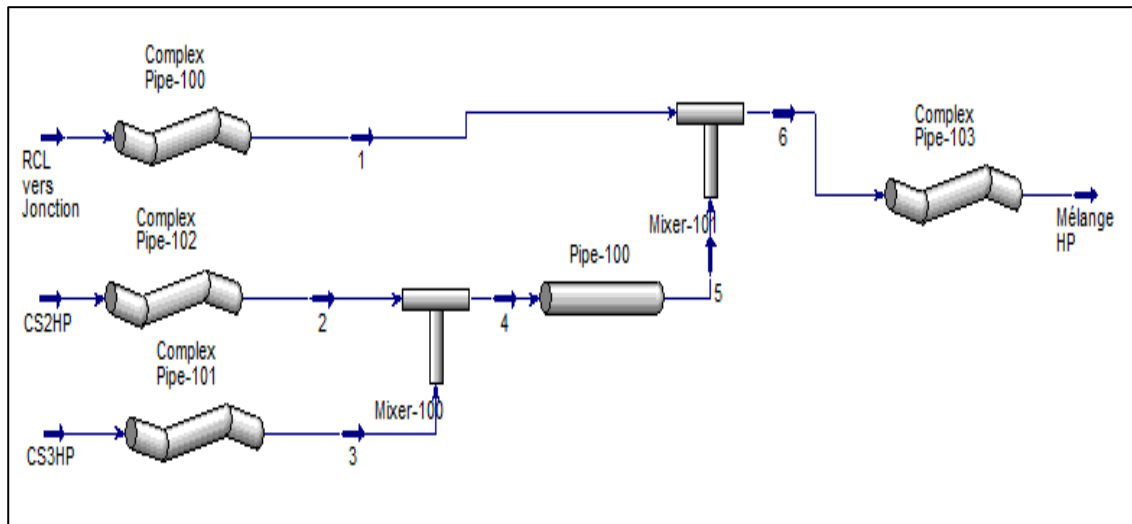 Complex
Pipe-100
RCL
vers
Jonction
1
6
Complex
Pipe-103
Mélange
HP
Mixer-101
Complex
Pipe-102
CS2HP
2
4
Pipe-100
5
Complex
Pipe-101
CS3HP
3
Mixer-100